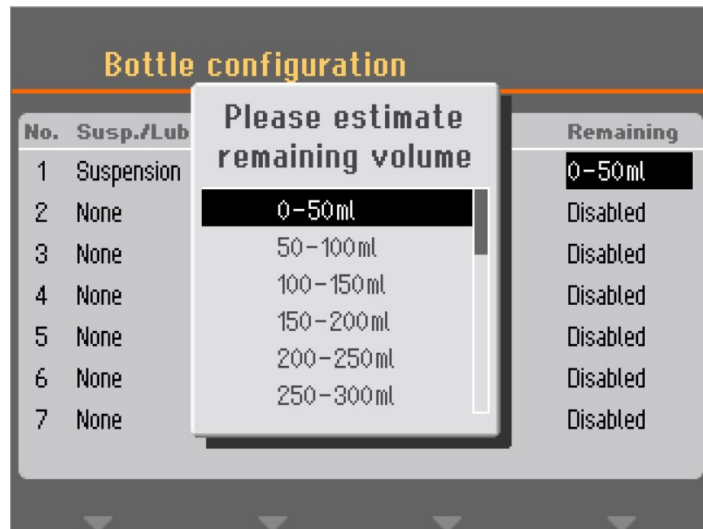 Bottle configuration
Please estimate
remaining volume
No. Susp./Lub Remaining
1 Suspension 0-50ml
2 None Disabled
3 None Disabled
4 None Disabled
5 None Disabled
6 None Disabled
7 None Disabled
0-50ml
50-100ml
100-150ml
150-200ml
200-250ml
250-300ml